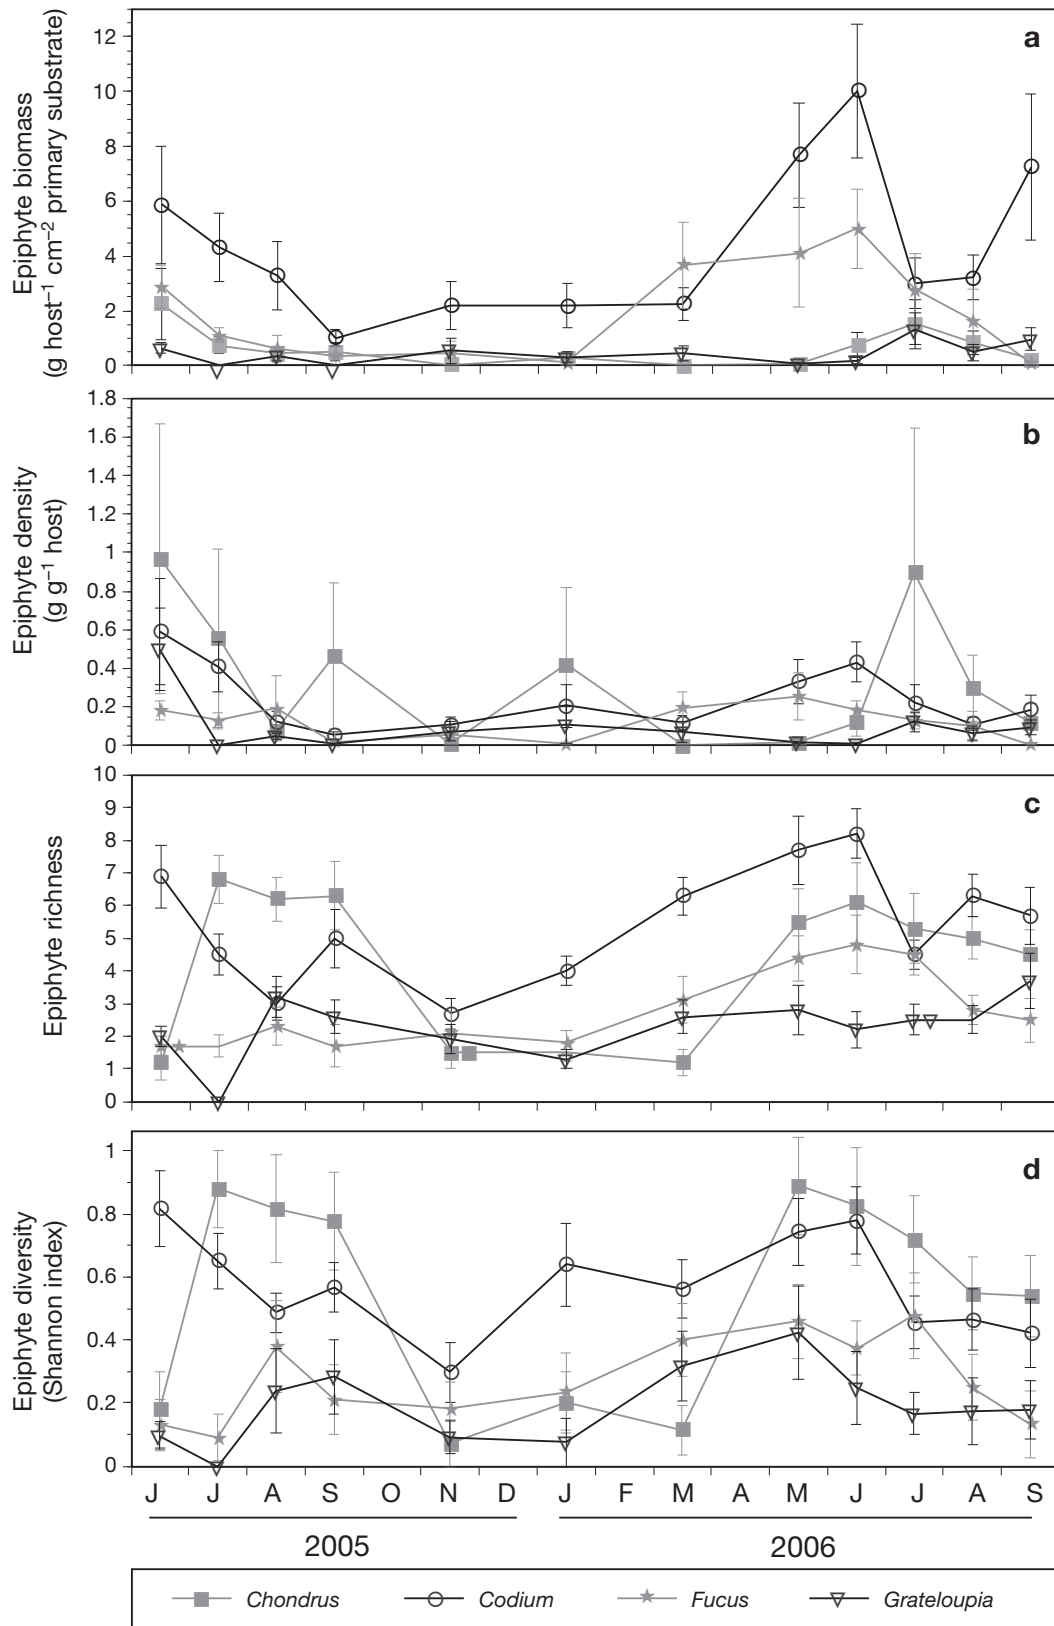 a
Epiphyte biomass
(g host⁻¹ cm⁻² primary substrate)
12
10
8
6
4
2
0
b
Epiphyte density
(g g⁻¹ host)
1.8
1.6
1.4
1.2
1
0.8
0.6
0.4
0.2
0
c
Epiphyte richness
10
9
8
7
6
5
4
3
2
1
0
d
Epiphyte diversity
(Shannon index)
1
0.8
0.6
0.4
0.2
0
J J A S O N D J F M A M J J A S
2005 2006
Chondrus Codium Fucus Grateloupia